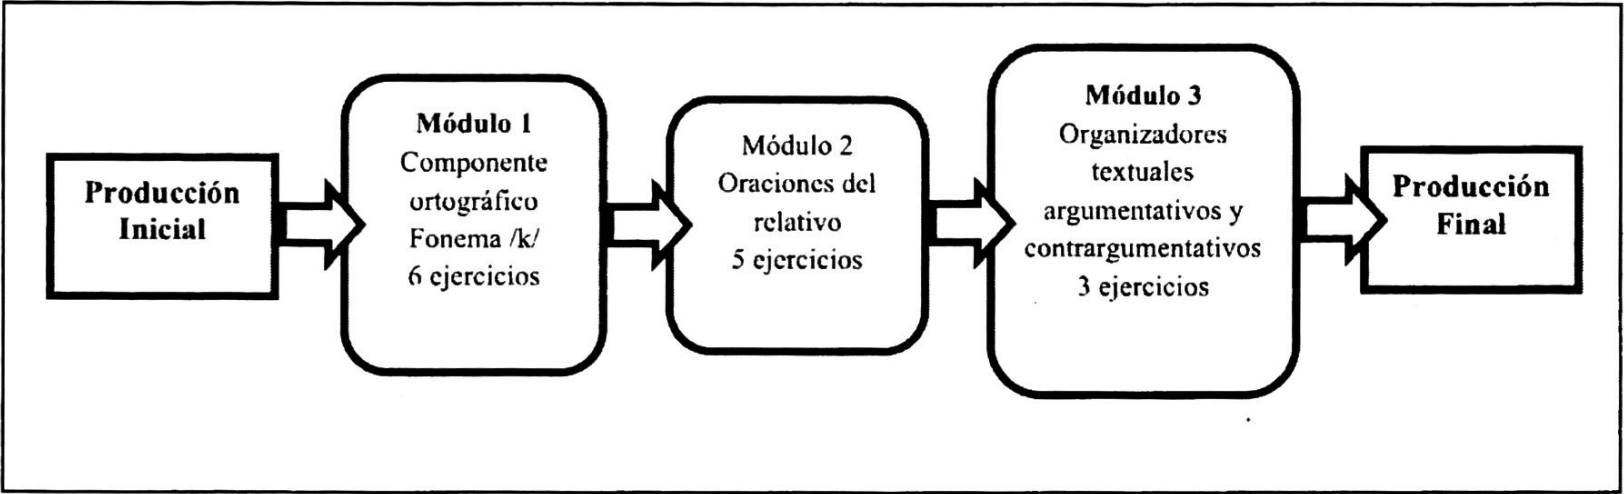 Producción
Inicial
Módulo 1
Componente
ortográfico
Fonema /k/
6 ejercicios
Módulo 2
Oraciones del
relativo
5 ejercicios
Módulo 3
Organizadores
textuales
argumentativos y
contrargumentativos
3 ejercicios
Producción
Final